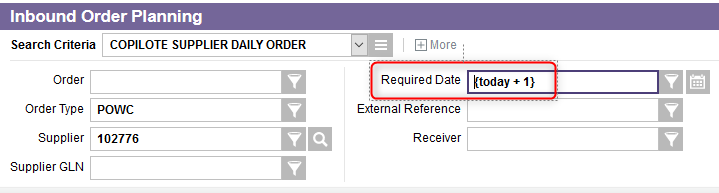 Inbound Order Planning
Search Criteria COPILOTE SUPPLIER DAILY ORDER More
Order Required Date {today + 1}
Order Type POWC External Reference
Supplier 102776 Receiver
Supplier GLN